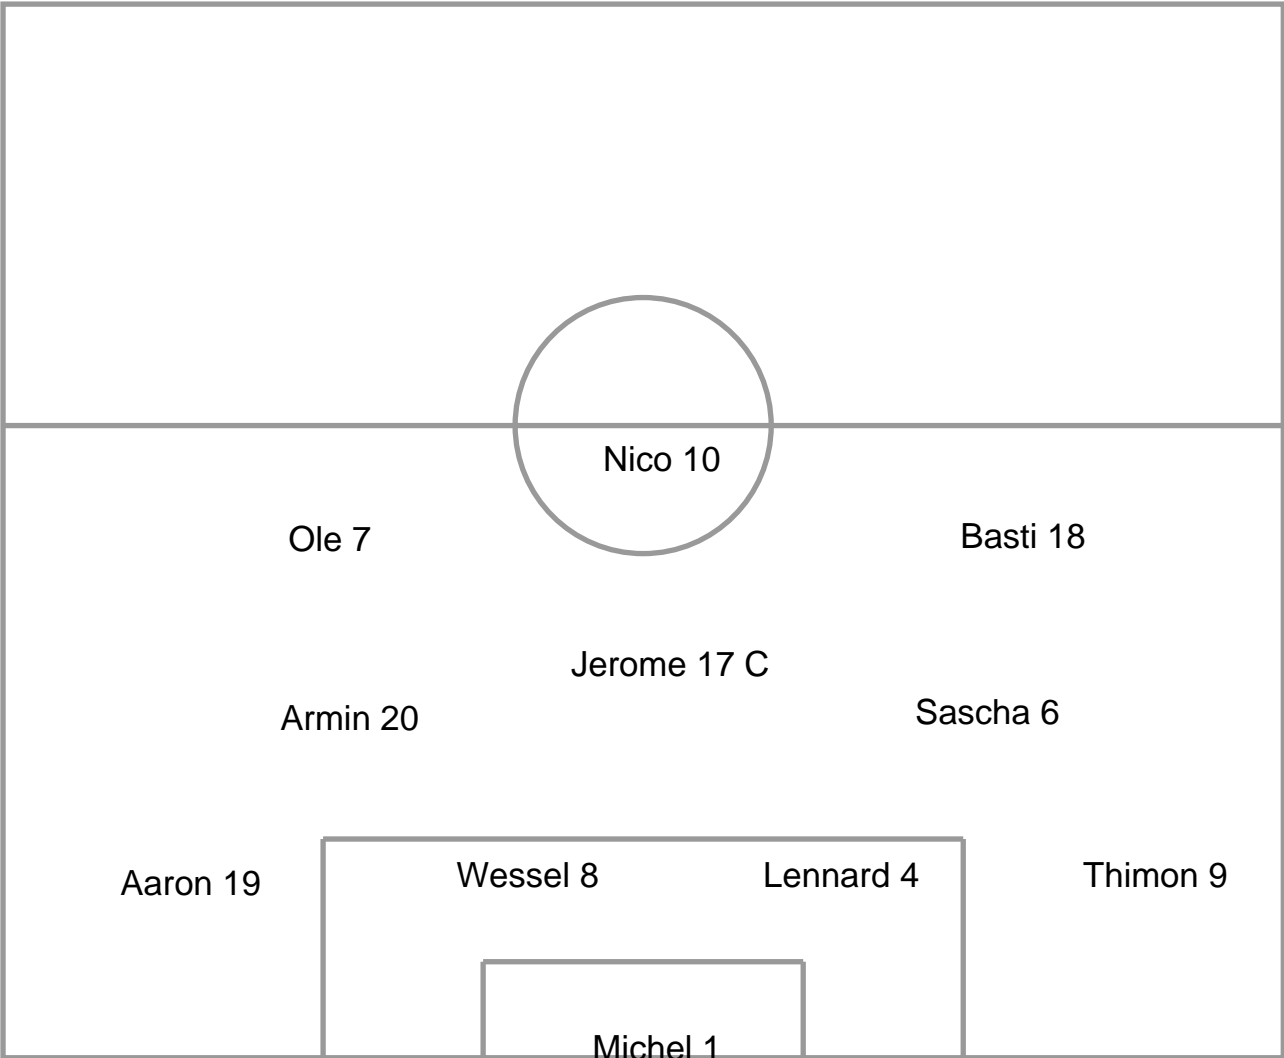 Nico 10
Ole 7
Basti 18
Jerome 17 C
Armin 20
Sascha 6
Aaron 19
Wessel 8
Lennard 4
Thimon 9
Michel 1